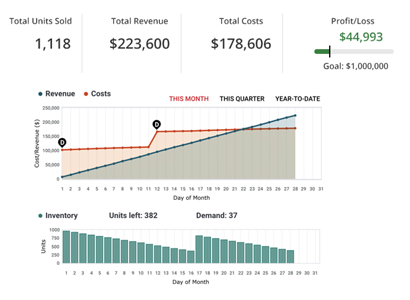 Total Units Sold Total Revenue Total Costs Profit/Loss
1,118 $223,600 $178,606 $44,993
Goal: $1,000,000
Revenue Costs
THIS MONTH THIS QUARTER YEAR-TO-DATE
Cost/Revenue ($)
250,000
200,000
150,000
100,000
50,000
0
D
D
1 2 3 4 5 6 7 8 9 10 11 12 13 14 15 16 17 18 19 20 21 22 23 24 25 26 27 28 29 30 31
Day of Month
Inventory Units left: 382 Demand: 37
Units
1000
750
500
250
0
1 2 3 4 5 6 7 8 9 10 11 12 13 14 15 16 17 18 19 20 21 22 23 24 25 26 27 28 29 30 31
Day of Month